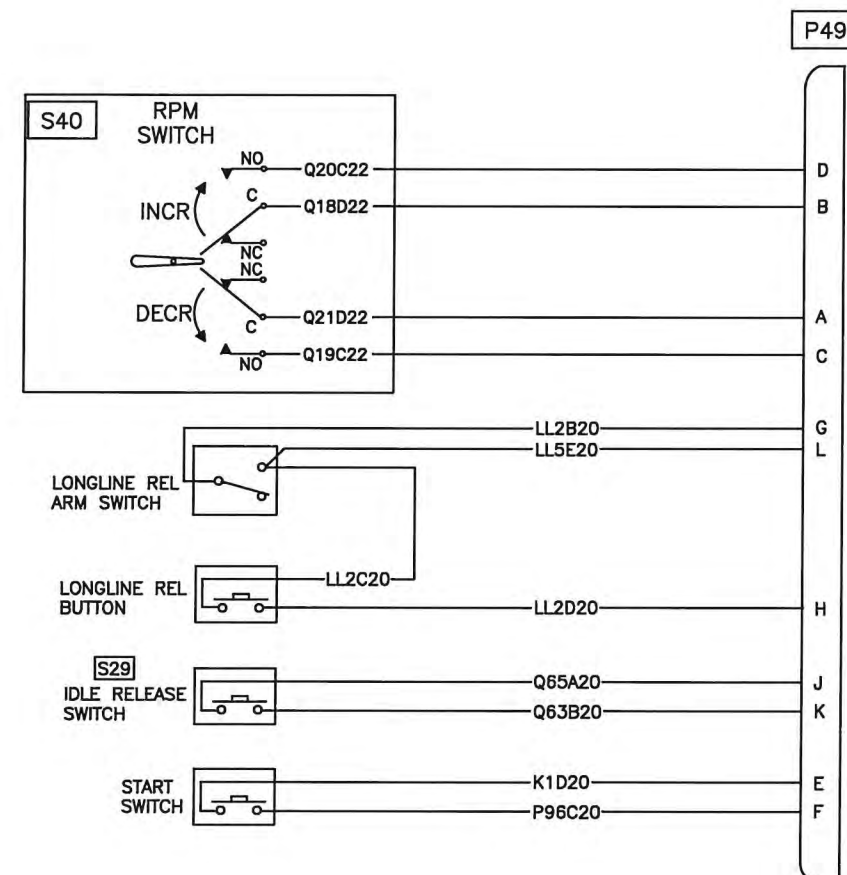 P49
S40
RPM
SWITCH
NO
Q20C22
D
C
Q18D22
B
INCR
NC
NC
DECR
C
Q21D22
A
NO
Q19C22
C
LL2B20
G
LL5E20
L
LONGLINE REL
ARM SWITCH
LL2C20
LONGLINE REL
BUTTON
LL2D20
H
S29
IDLE RELEASE
SWITCH
Q65A20
J
Q63B20
K
START
SWITCH
K1D20
E
P96C20
F